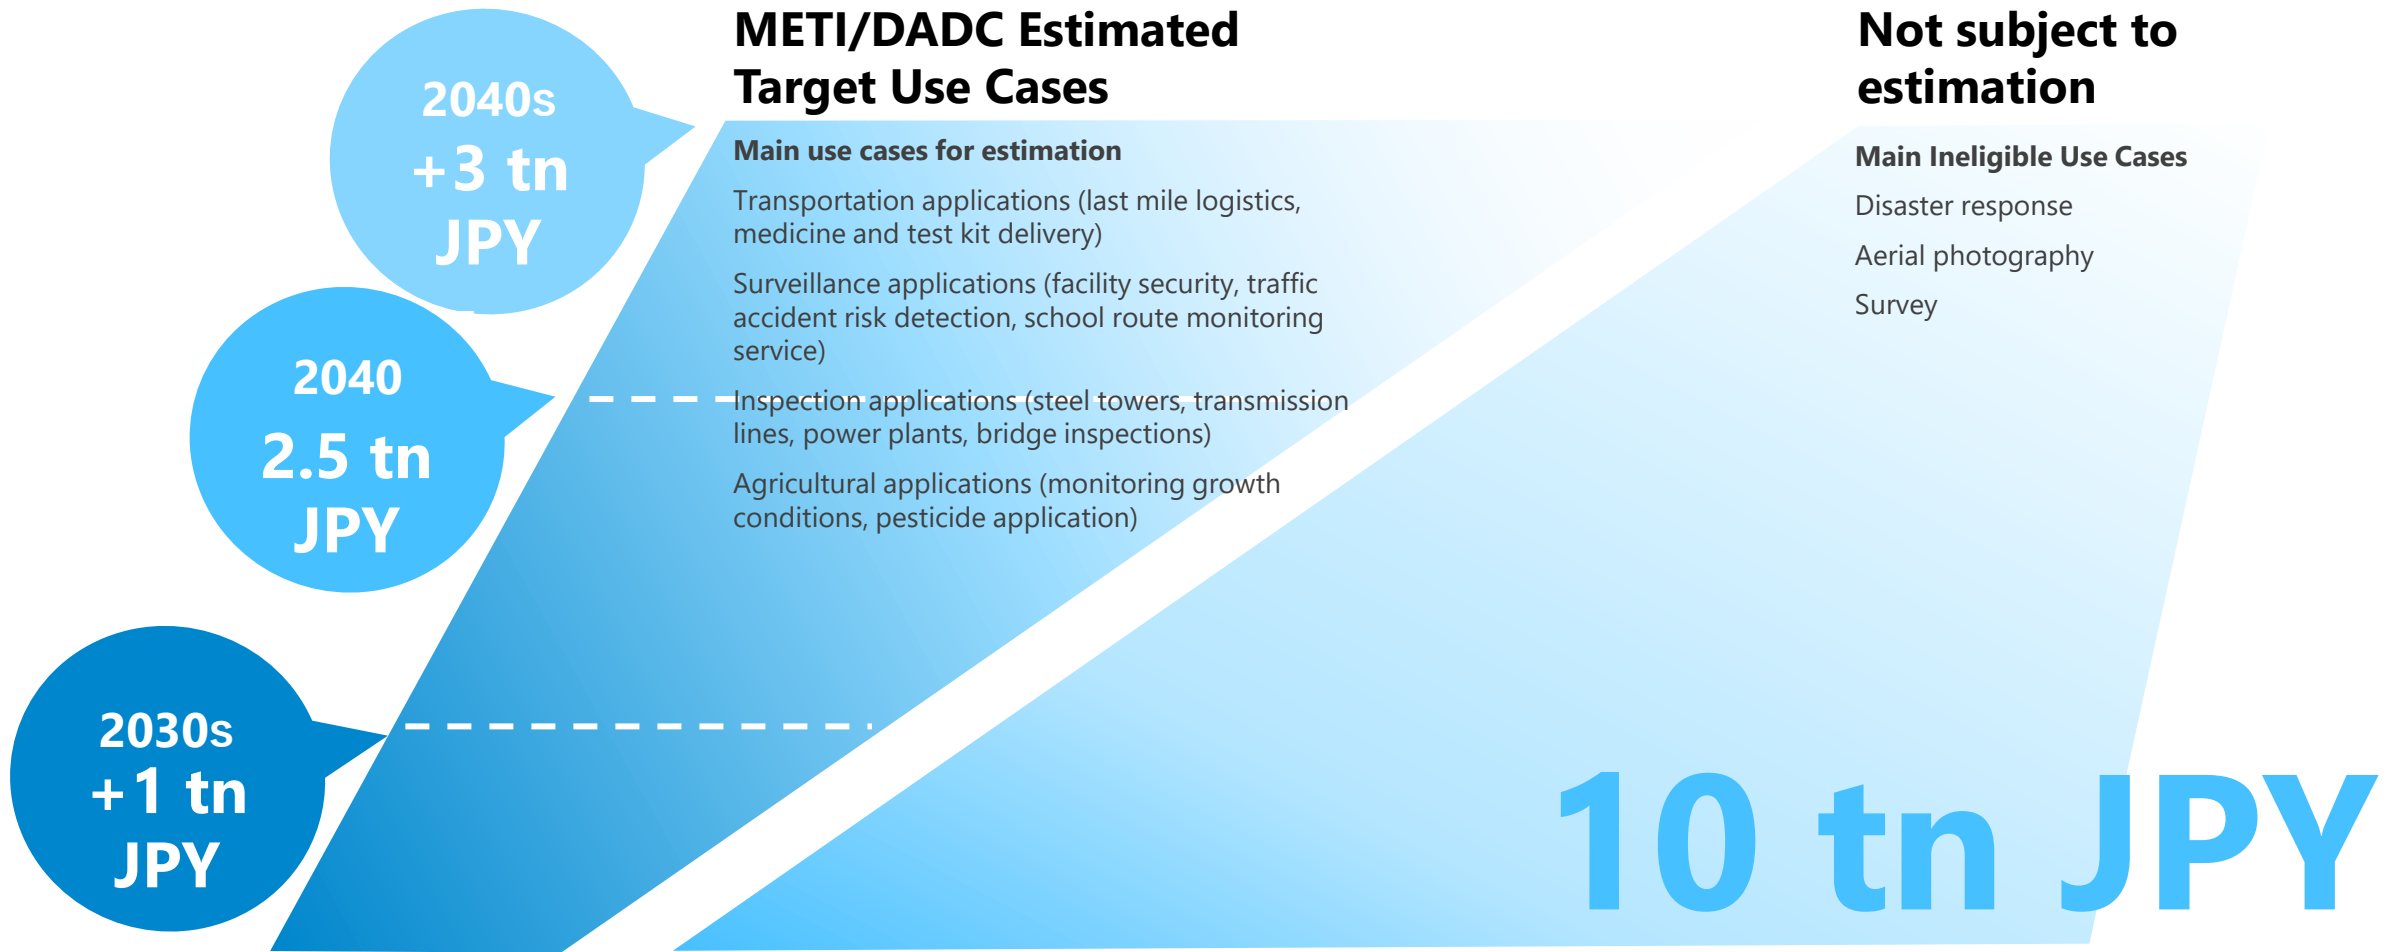 2040s
+3 tn
JPY
2040
2.5 tn
JPY
2030s
+1 tn
JPY
METI/DADC Estimated
Target Use Cases
Main use cases for estimation
Transportation applications (last mile logistics,
medicine and test kit delivery)
Surveillance applications (facility security, traffic
accident risk detection, school route monitoring
service)
Inspection applications (steel towers, transmission
lines, power plants, bridge inspections)
Agricultural applications (monitoring growth
conditions, pesticide application)
Not subject to
estimation
Main Ineligible Use Cases
Disaster response
Aerial photography
Survey
10 tn JPY